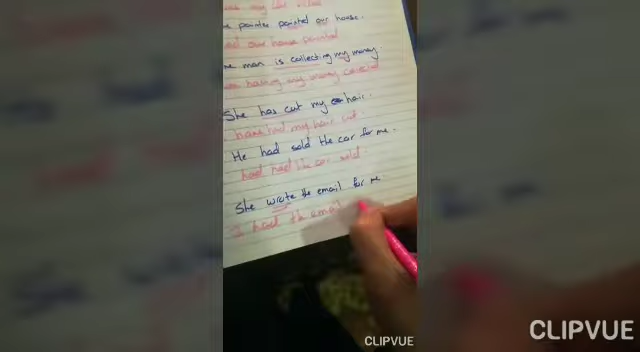 my last
painter painted our house.
our house painted
man is collecting my money
having my money collected
She has cut my hair.
have had my hair cut
He had sold the car for me.
had had the car sold.
She wrote the email for me.
I had the email
CLIPVUE
CLIPVUE